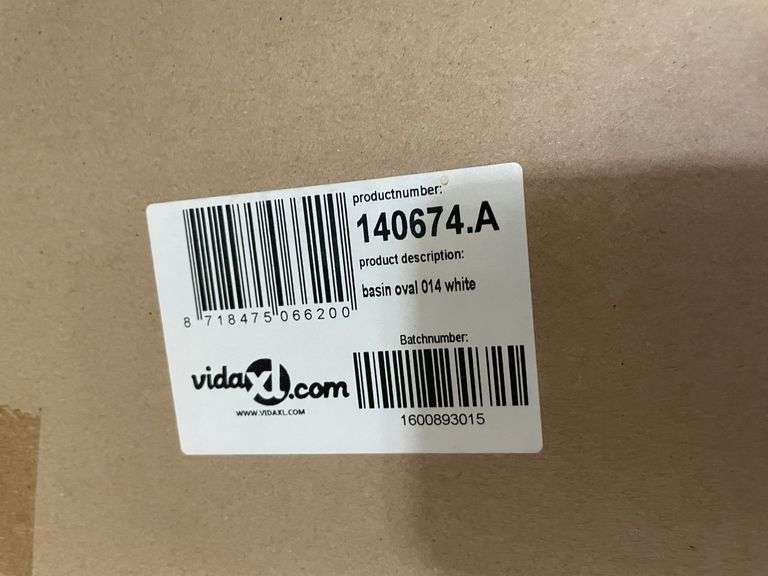 productnumber:
140674.A
product description:
basin oval 014 white
8 718475 066200
Batchnumber:
1600893015
vidaXL.com
WWW.VIDAXL.COM